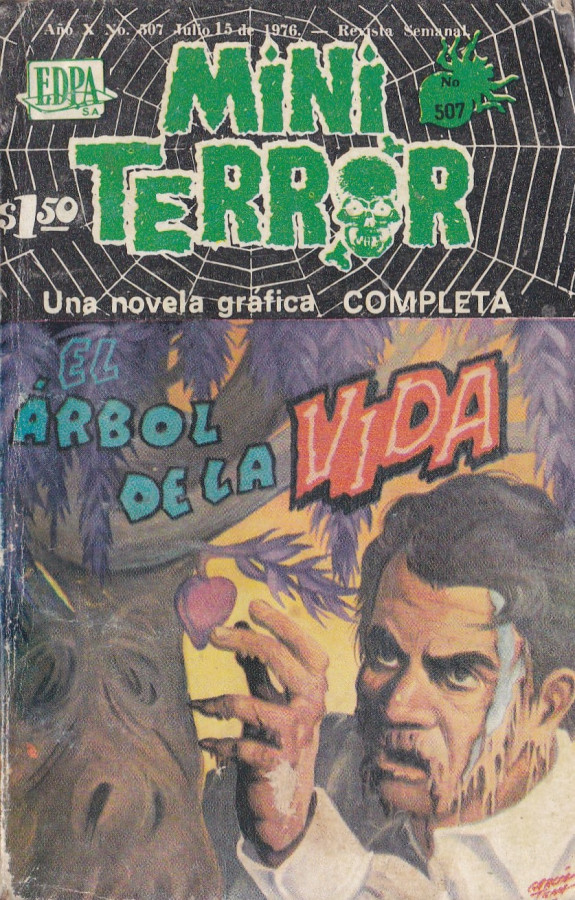 Año X No. 507 Julio 15 de 1976. — Revista Semanal
EDPA
S.A.
MiNi
No
507
$1.50
TERROR
Una novela gráfica COMPLETA
EL
ÁRBOL
DE LA
VIDA